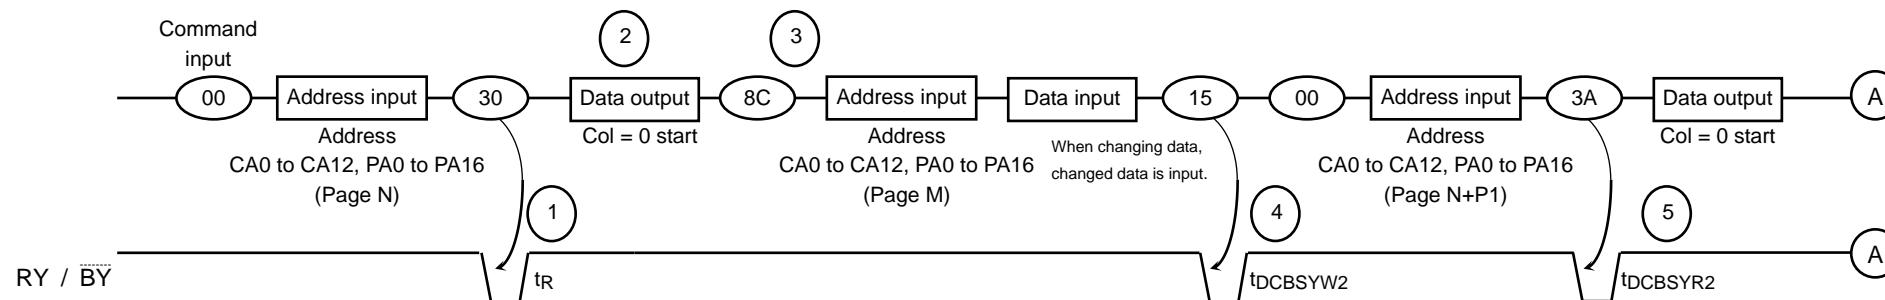 Command
input
2
3
00
Address input
30
Data output
8C
Address input
Data input
15
00
Address input
3A
Data output
A
Address
CA0 to CA12, PA0 to PA16
(Page N)
Col = 0 start
Address
CA0 to CA12, PA0 to PA16
(Page M)
When changing data,
changed data is input.
Address
CA0 to CA12, PA0 to PA16
(Page N+P1)
Col = 0 start
1
4
5
A
RY / BY
tR
tDCBSYW2
tDCBSYR2